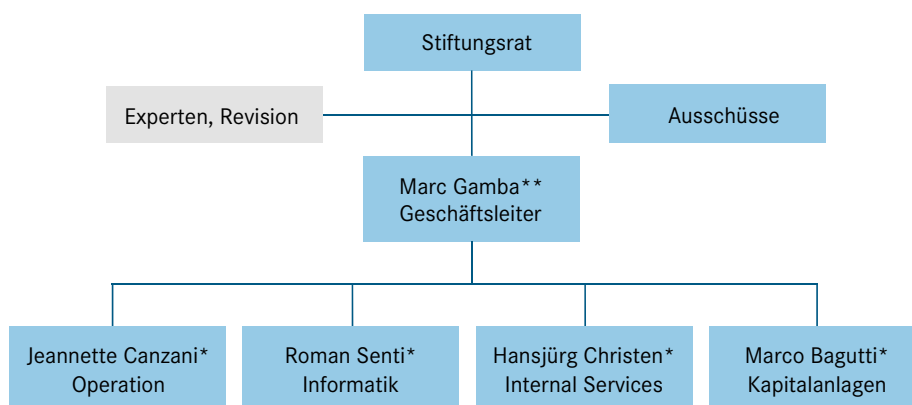 Stiftungsrat
Experten, Revision
Ausschüsse
Marc Gamba**
Geschäftsleiter
Jeannette Canzani*
Operation
Roman Senti*
Informatik
Hansjürg Christen*
Internal Services
Marco Bagutti*
Kapitalanlagen